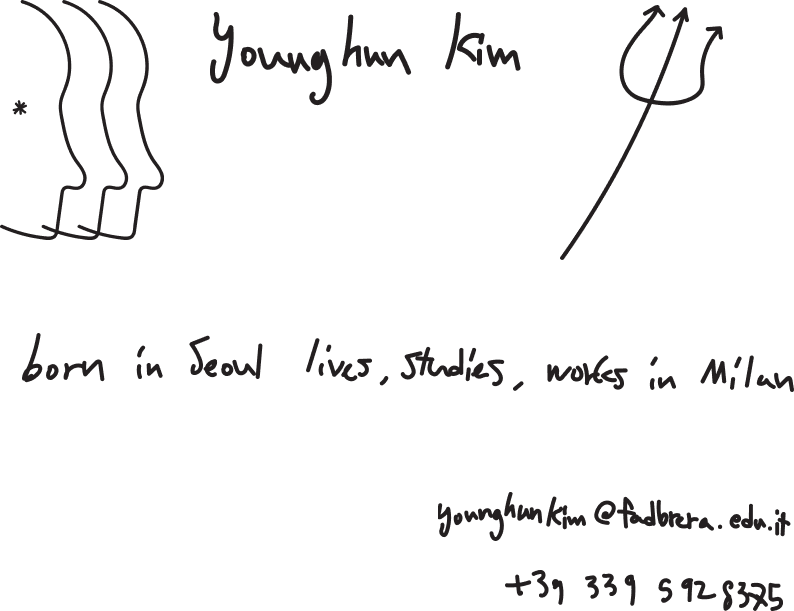 *
younghun kim
born in Seoul lives, studies, works in Milan
younghunkim@fadbrera.edu.it
+39 339 592 8375